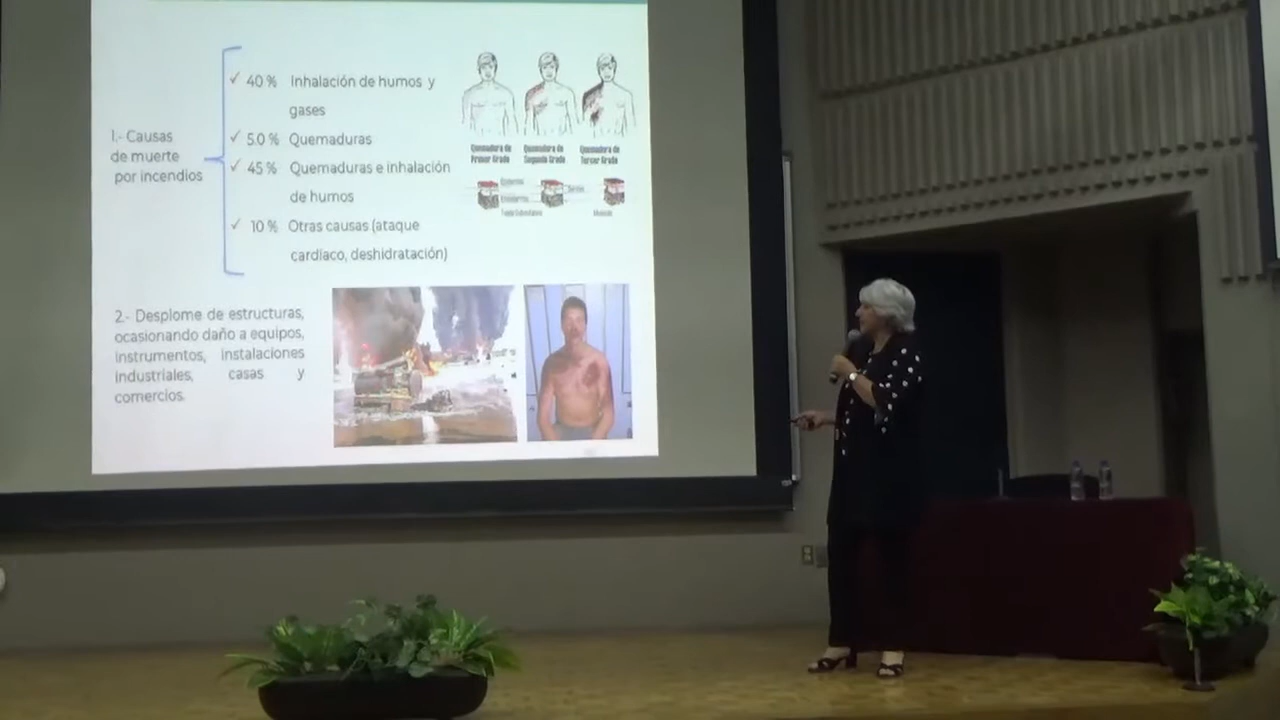 1.- Causas
de muerte
por incendios
✓ 40 % Inhalación de humos y
gases
✓ 5.0 % Quemaduras
✓ 45 % Quemaduras e inhalación
de humos
✓ 10 % Otras causas (ataque
cardíaco, deshidratación)
Quemadura de
Primer Grado
Quemadura de
Segundo Grado
Quemadura de
Tercer Grado
2.- Desplome de estructuras,
ocasionando daño a equipos,
instrumentos, instalaciones
industriales, casas y
comercios.